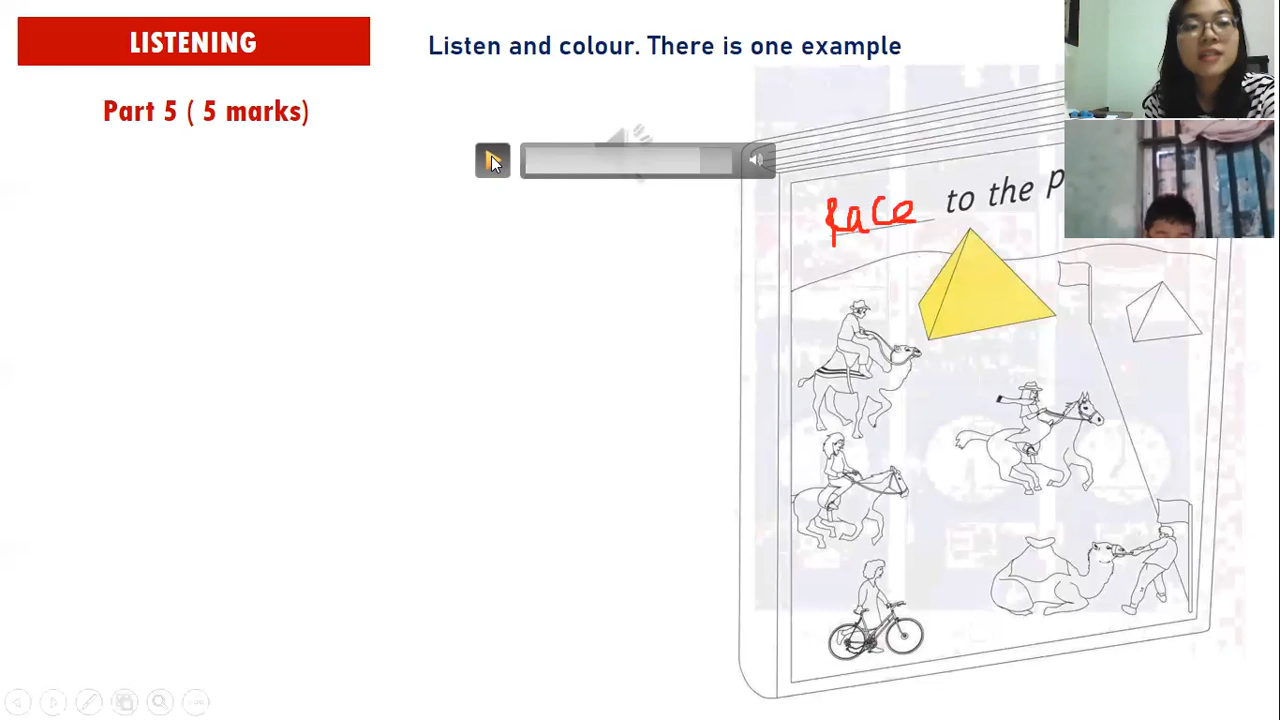 LISTENING
Listen and colour. There is one example
Part 5 ( 5 marks)
Race to the p